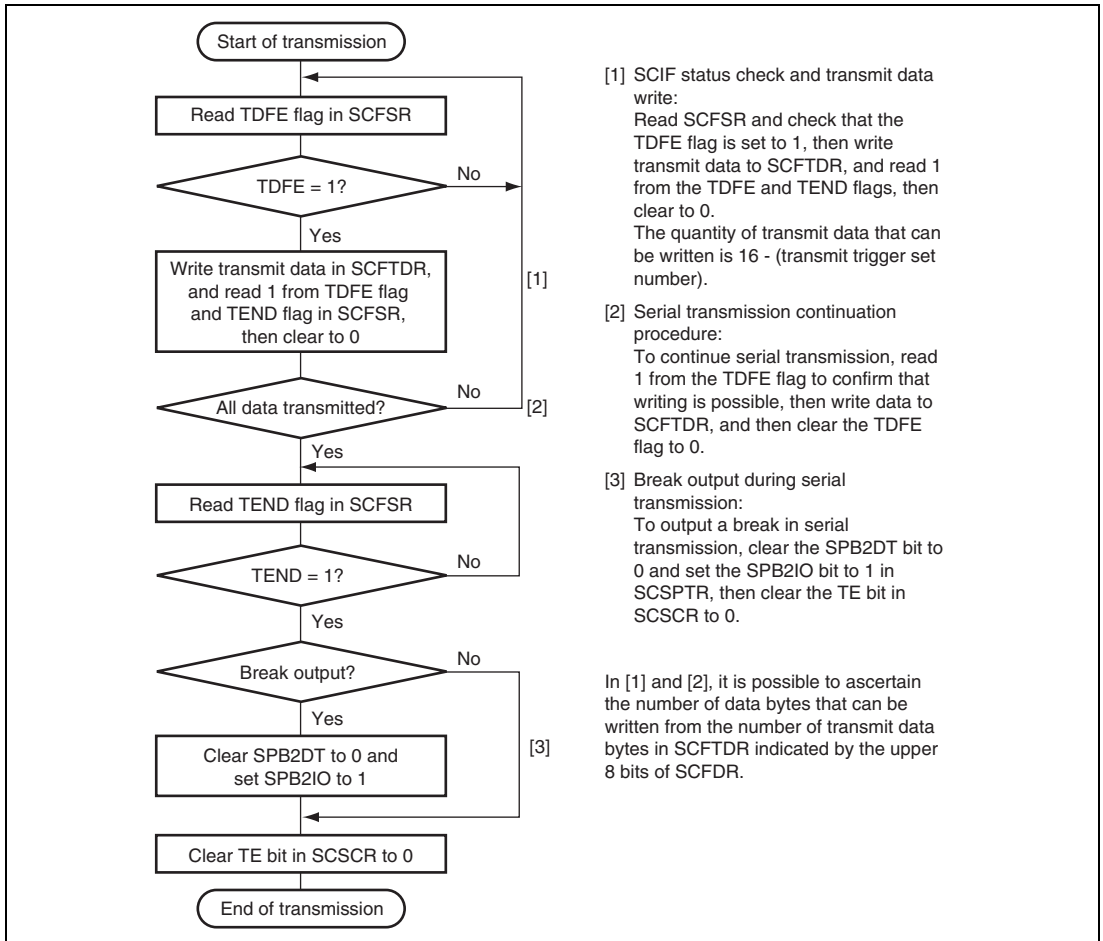 Start of transmission
Read TDFE flag in SCFSR
TDFE = 1?
No
Yes
Write transmit data in SCFTDR,
and read 1 from TDFE flag
and TEND flag in SCFSR,
then clear to 0
[1]
All data transmitted?
No
[2]
Yes
Read TEND flag in SCFSR
TEND = 1?
No
Yes
Break output?
No
Yes
Clear SPB2DT to 0 and
set SPB2IO to 1
[3]
Clear TE bit in SCSCR to 0
End of transmission
[1] SCIF status check and transmit data
write:
Read SCFSR and check that the
TDFE flag is set to 1, then write
transmit data to SCFTDR, and read 1
from the TDFE and TEND flags, then
clear to 0.
The quantity of transmit data that can
be written is 16 - (transmit trigger set
number).
[2] Serial transmission continuation
procedure:
To continue serial transmission, read
1 from the TDFE flag to confirm that
writing is possible, then write data to
SCFTDR, and then clear the TDFE
flag to 0.
[3] Break output during serial
transmission:
To output a break in serial
transmission, clear the SPB2DT bit to
0 and set the SPB2IO bit to 1 in
SCSPTR, then clear the TE bit in
SCSCR to 0.
In [1] and [2], it is possible to ascertain
the number of data bytes that can be
written from the number of transmit data
bytes in SCFTDR indicated by the upper
8 bits of SCFDR.